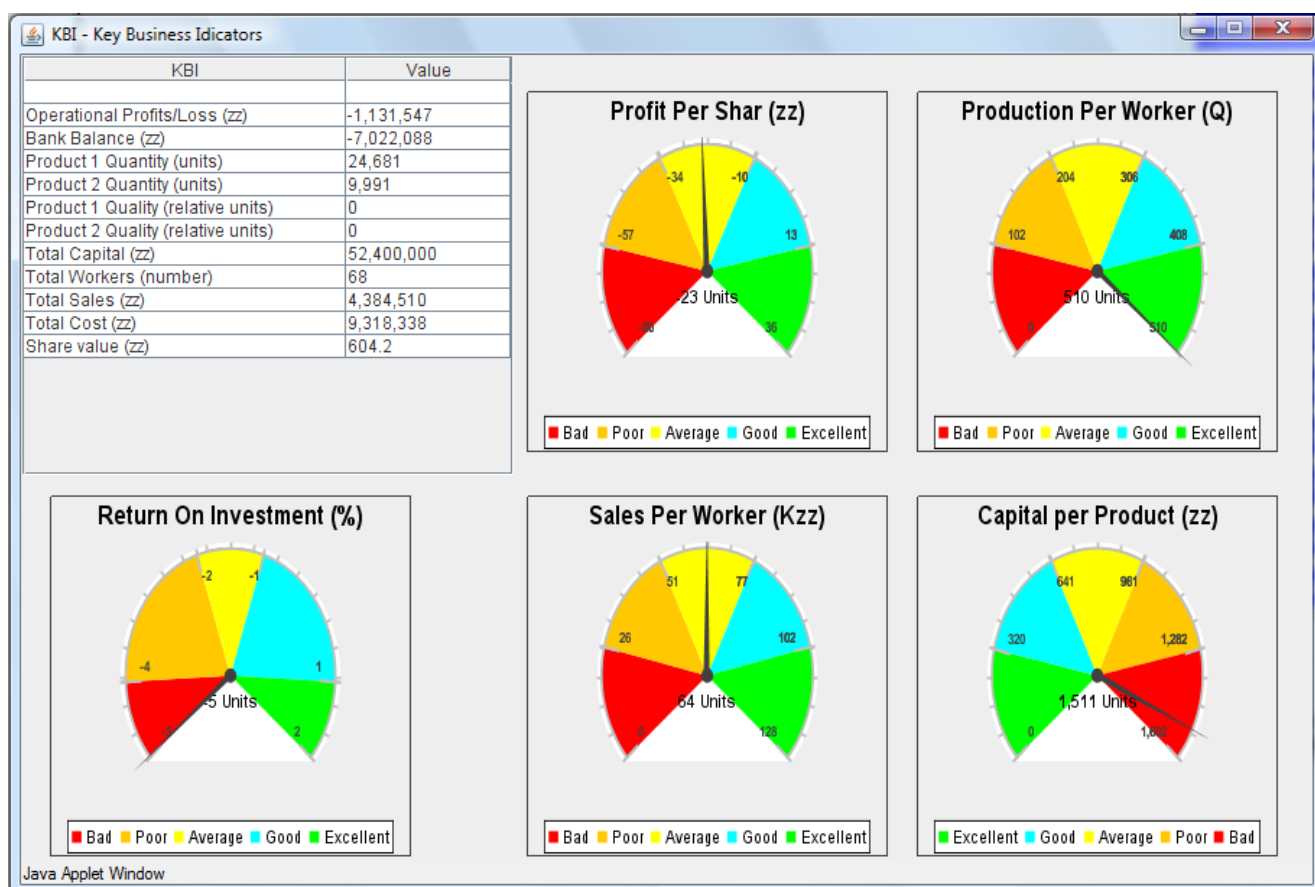 KBI - Key Business Idicators
KBI Value
Operational Profits/Loss (zz) -1,131,547
Bank Balance (zz) -7,022,088
Product 1 Quantity (units) 24,681
Product 2 Quantity (units) 9,991
Product 1 Quality (relative units) 0
Product 2 Quality (relative units) 0
Total Capital (zz) 52,400,000
Total Workers (number) 68
Total Sales (zz) 4,384,510
Total Cost (zz) 9,318,338
Share value (zz) 604.2
Profit Per Shar (zz)
-34 -10
-57 13
-23 Units
36
Bad Poor Average Good Excellent
Production Per Worker (Q)
204 306
102 408
510 Units
0 510
Bad Poor Average Good Excellent
Return On Investment (%)
-2 -1
-4 1
-5 Units
2
Bad Poor Average Good Excellent
Sales Per Worker (Kzz)
51 77
26 102
64 Units
0 128
Bad Poor Average Good Excellent
Capital per Product (zz)
641 961
320 1,282
1,511 Units
0
Excellent Good Average Poor Bad
Java Applet Window